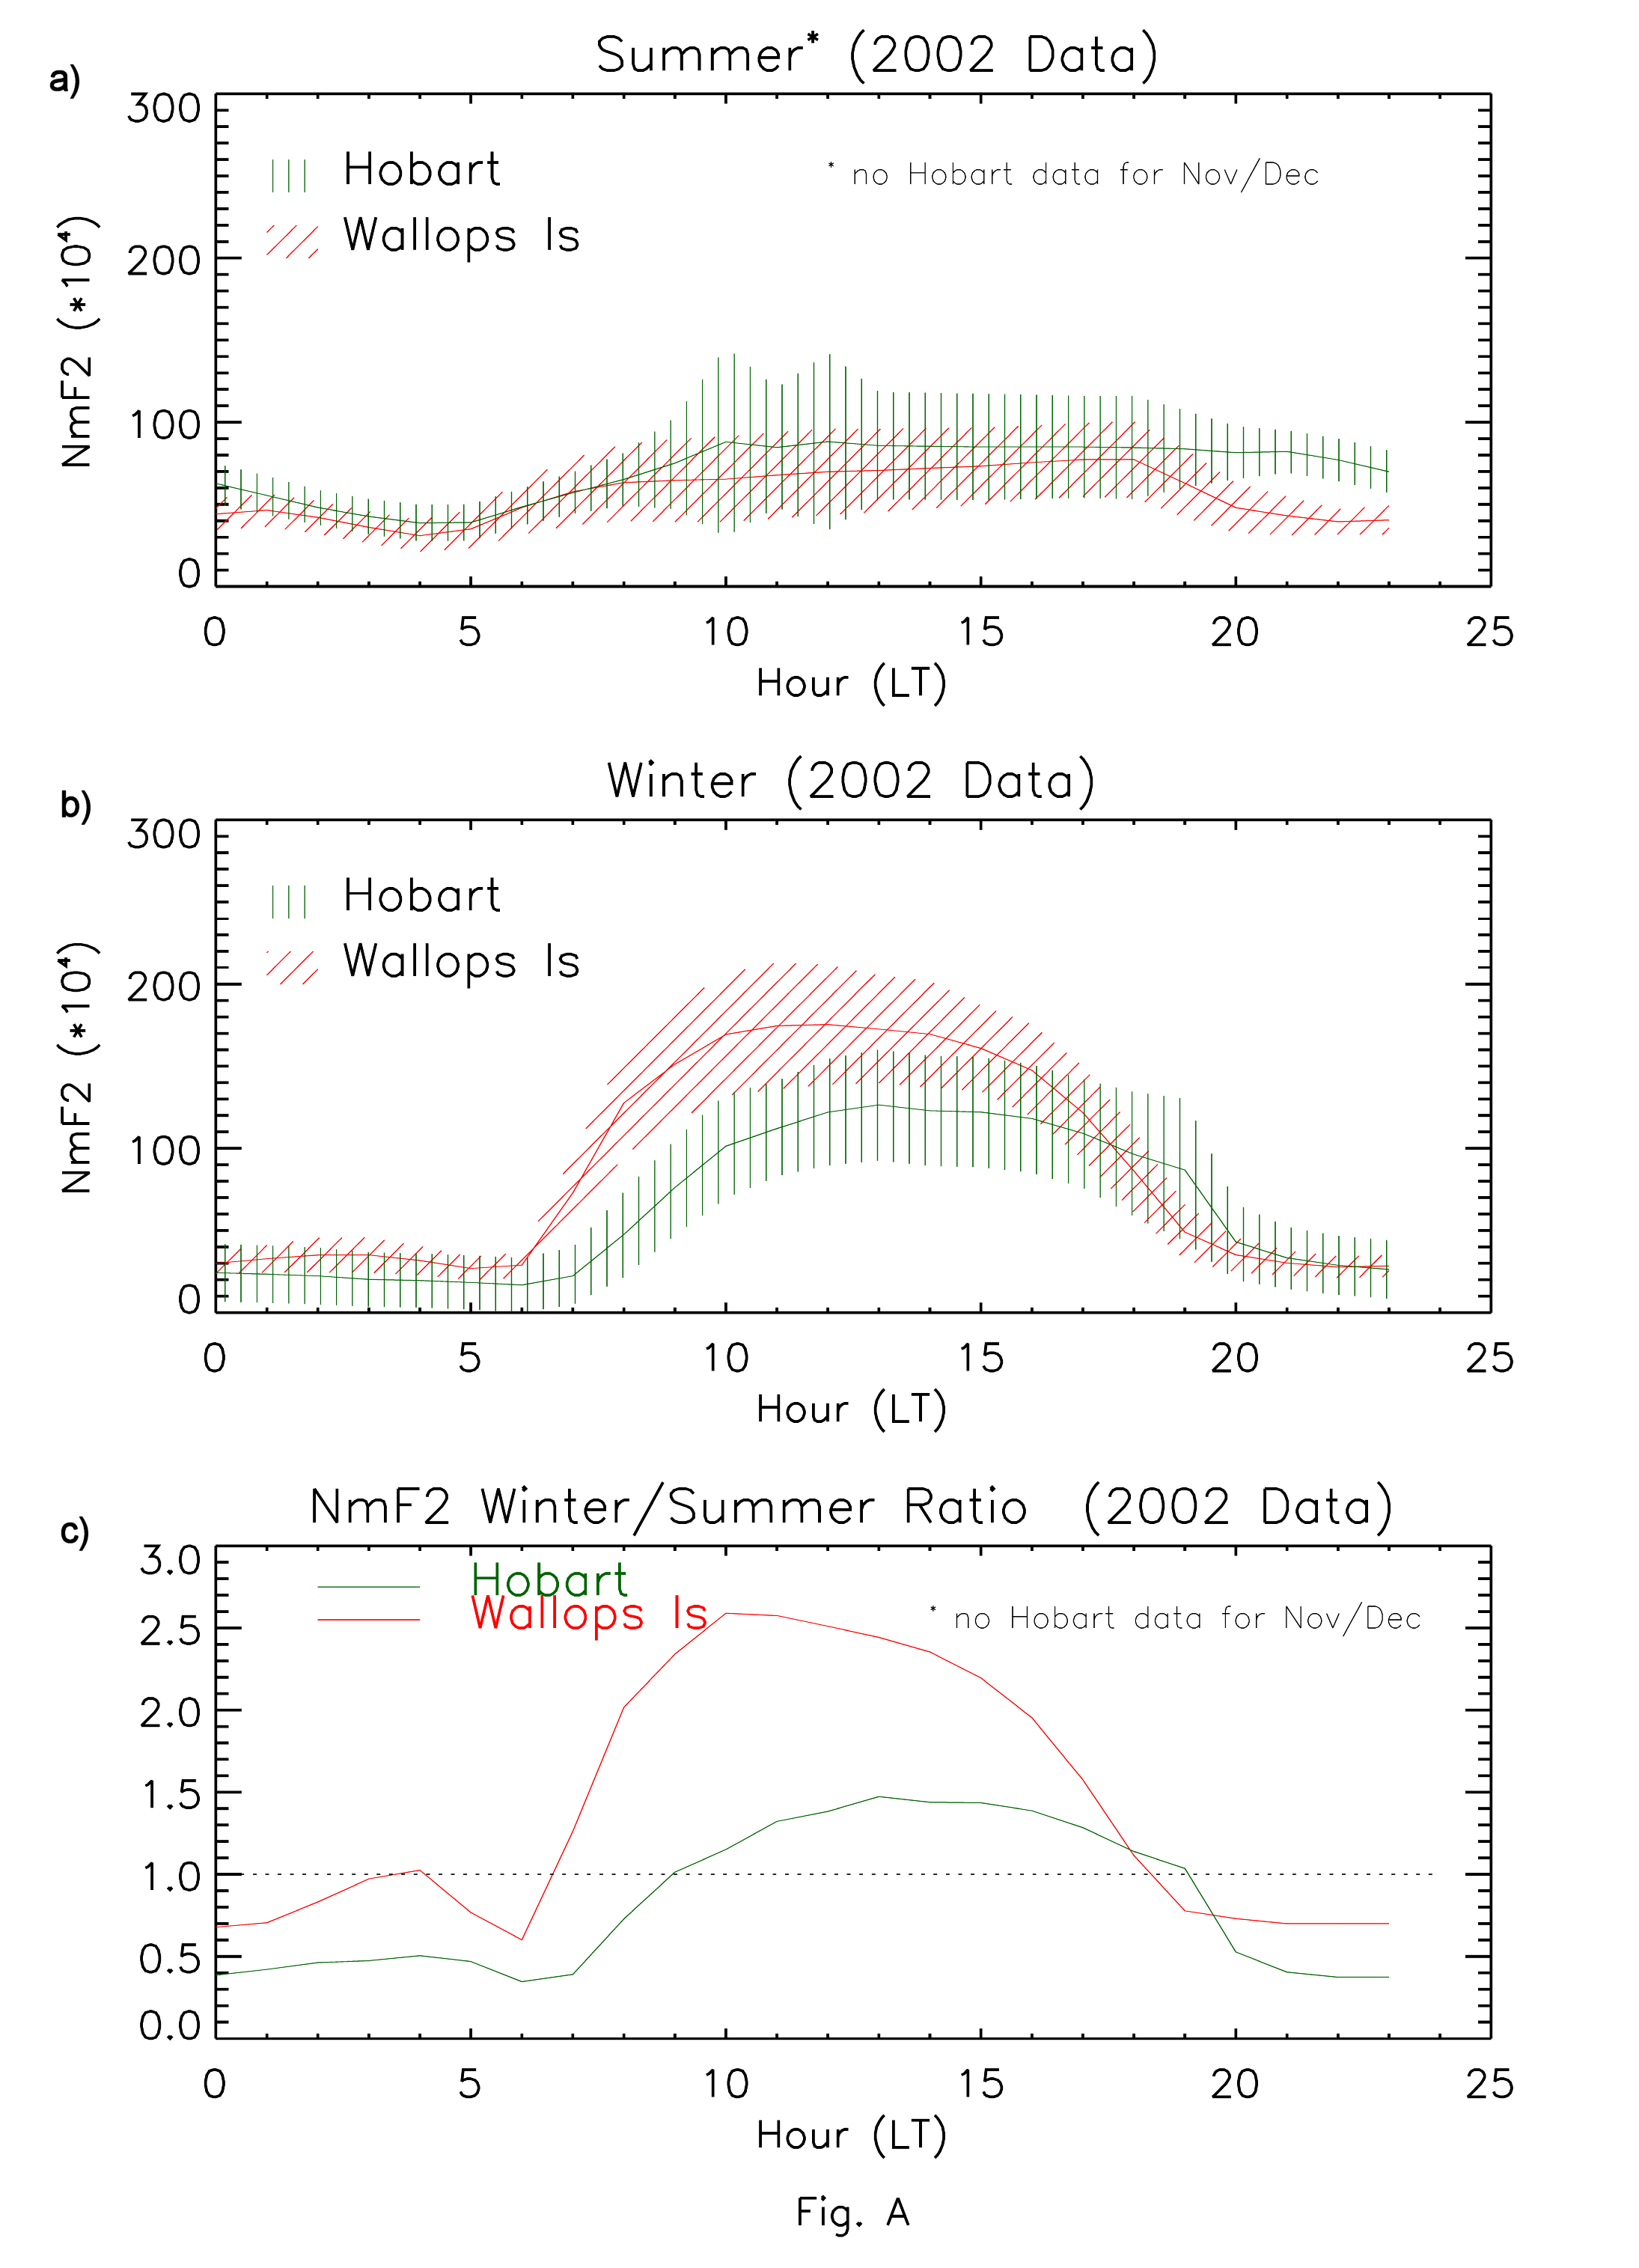 a)
Summer* (2002 Data)
300
200
100
0
NmF2 (*10⁴)
Hobart
Wallops Is
* no Hobart data for Nov/Dec
0 5 10 15 20 25
Hour (LT)
b)
Winter (2002 Data)
300
200
100
0
NmF2 (*10⁴)
Hobart
Wallops Is
0 5 10 15 20 25
Hour (LT)
c)
NmF2 Winter/Summer Ratio (2002 Data)
3.0
2.5
2.0
1.5
1.0
0.5
0.0
Hobart
Wallops Is
* no Hobart data for Nov/Dec
0 5 10 15 20 25
Hour (LT)
Fig. A